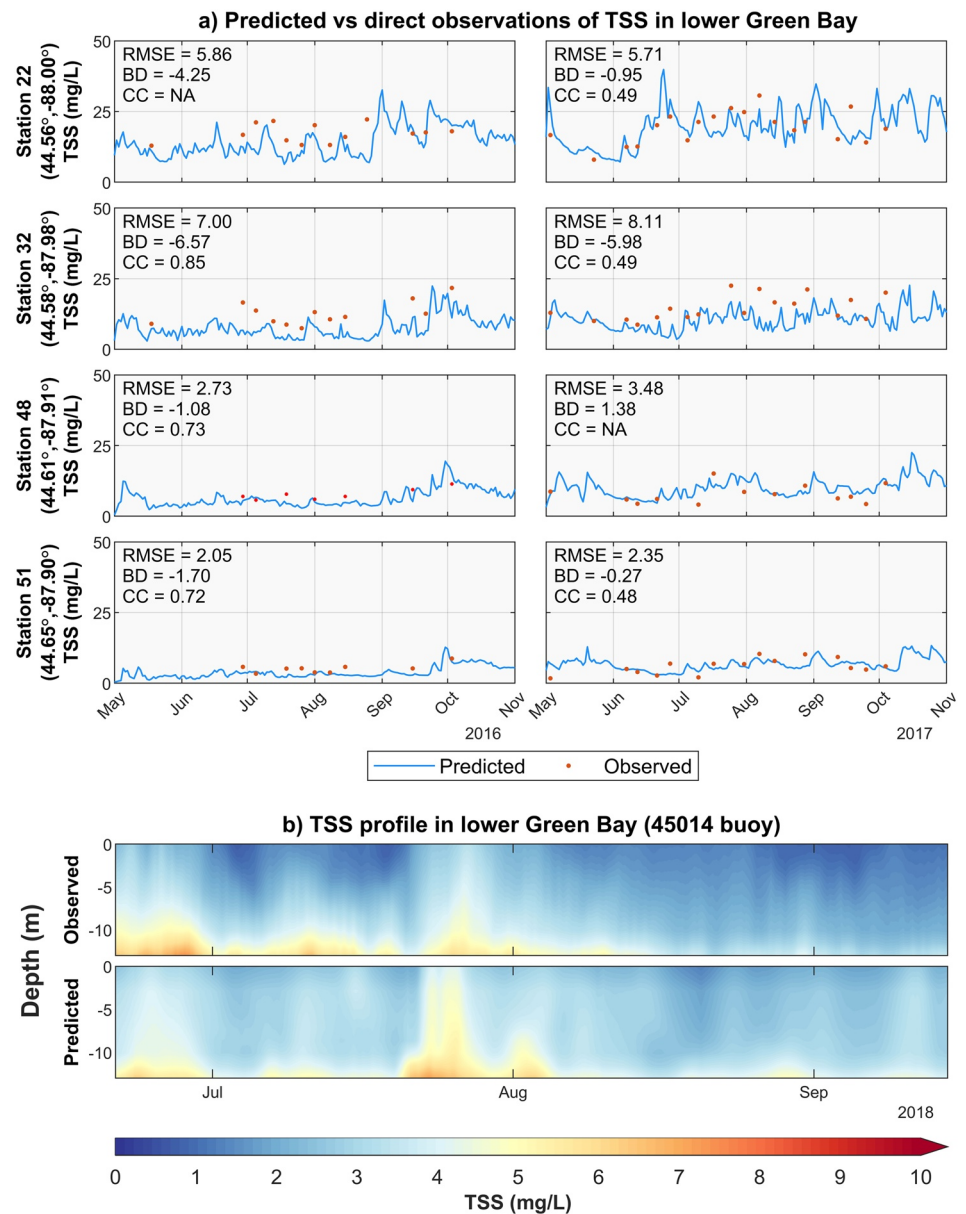 a) Predicted vs direct observations of TSS in lower Green Bay
Station 22
(44.56°,-88.00°)
TSS (mg/L)
50
25
0
RMSE = 5.86
BD = -4.25
CC = NA
RMSE = 5.71
BD = -0.95
CC = 0.49
Station 32
(44.58°,-87.98°)
TSS (mg/L)
50
25
0
RMSE = 7.00
BD = -6.57
CC = 0.85
RMSE = 8.11
BD = -5.98
CC = 0.49
Station 48
(44.61°,-87.91°)
TSS (mg/L)
50
25
0
RMSE = 2.73
BD = -1.08
CC = 0.73
RMSE = 3.48
BD = 1.38
CC = NA
Station 51
(44.65°,-87.90°)
TSS (mg/L)
50
25
0
RMSE = 2.05
BD = -1.70
CC = 0.72
RMSE = 2.35
BD = -0.27
CC = 0.48
May Jun Jul Aug Sep Oct Nov
2016
May Jun Jul Aug Sep Oct Nov
2017
Predicted Observed
b) TSS profile in lower Green Bay (45014 buoy)
Depth (m)
Observed
0
-5
-10
Predicted
0
-5
-10
Jul Aug Sep
2018
0 1 2 3 4 5 6 7 8 9 10
TSS (mg/L)